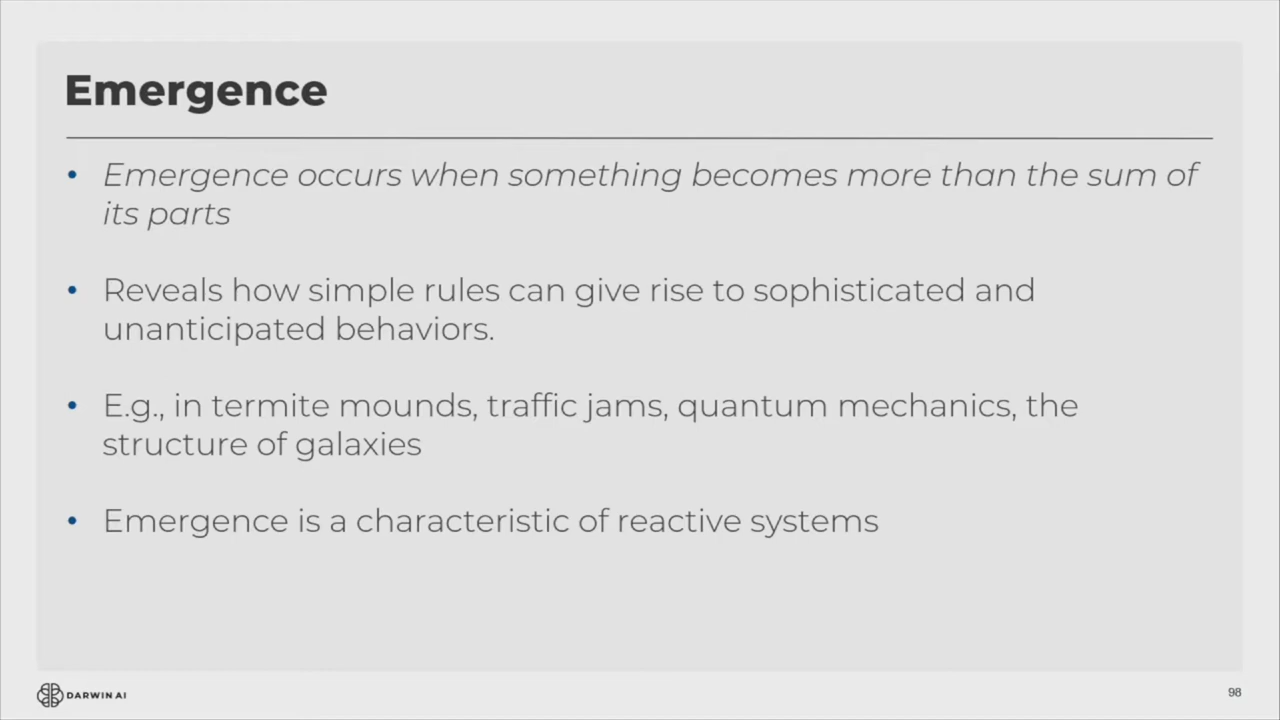 Emergence
• Emergence occurs when something becomes more than the sum of
its parts
• Reveals how simple rules can give rise to sophisticated and
unanticipated behaviors.
• E.g., in termite mounds, traffic jams, quantum mechanics, the
structure of galaxies
• Emergence is a characteristic of reactive systems
DARWIN AI
98